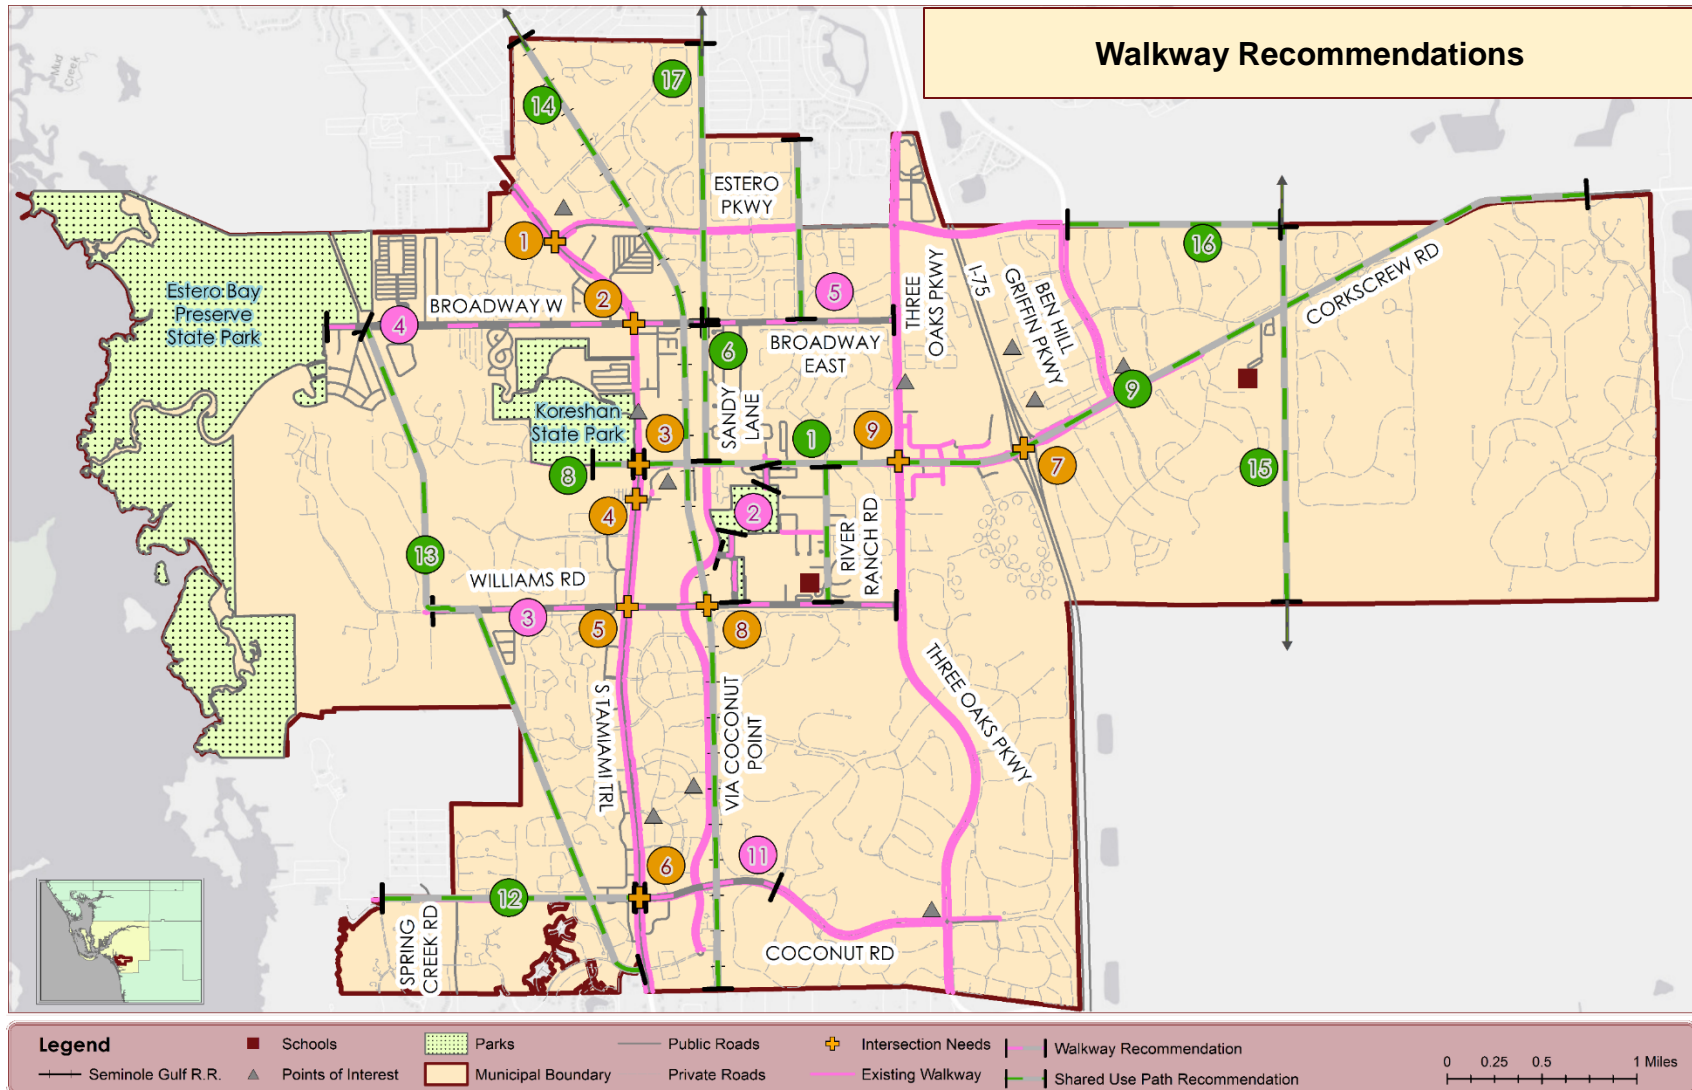 Walkway Recommendations
Mud
Creek
17
14
ESTERO
PKWY
1
16
Estero Bay
Preserve
State Park
BROADWAY W
2
5
THREE
OAKS PKWY
I-75
BEN HILL
GRIFFIN PKWY
CORKSCREW RD
4
BROADWAY
EAST
6
9
Koreshan
State Park
SANDY
LANE
3
1
9
7
15
8
4
2
RIVER
RANCH RD
13
WILLIAMS RD
3
5
8
THREE OAKS PKWY
S TAMIAMI TRL
VIA COCONUT
POINT
6
11
12
SPRING
CREEK RD
COCONUT RD
Legend
Seminole Gulf R.R.
Schools
Points of Interest
Parks
Municipal Boundary
Public Roads
Private Roads
Intersection Needs
Existing Walkway
Walkway Recommendation
Shared Use Path Recommendation
0 0.25 0.5 1 Miles